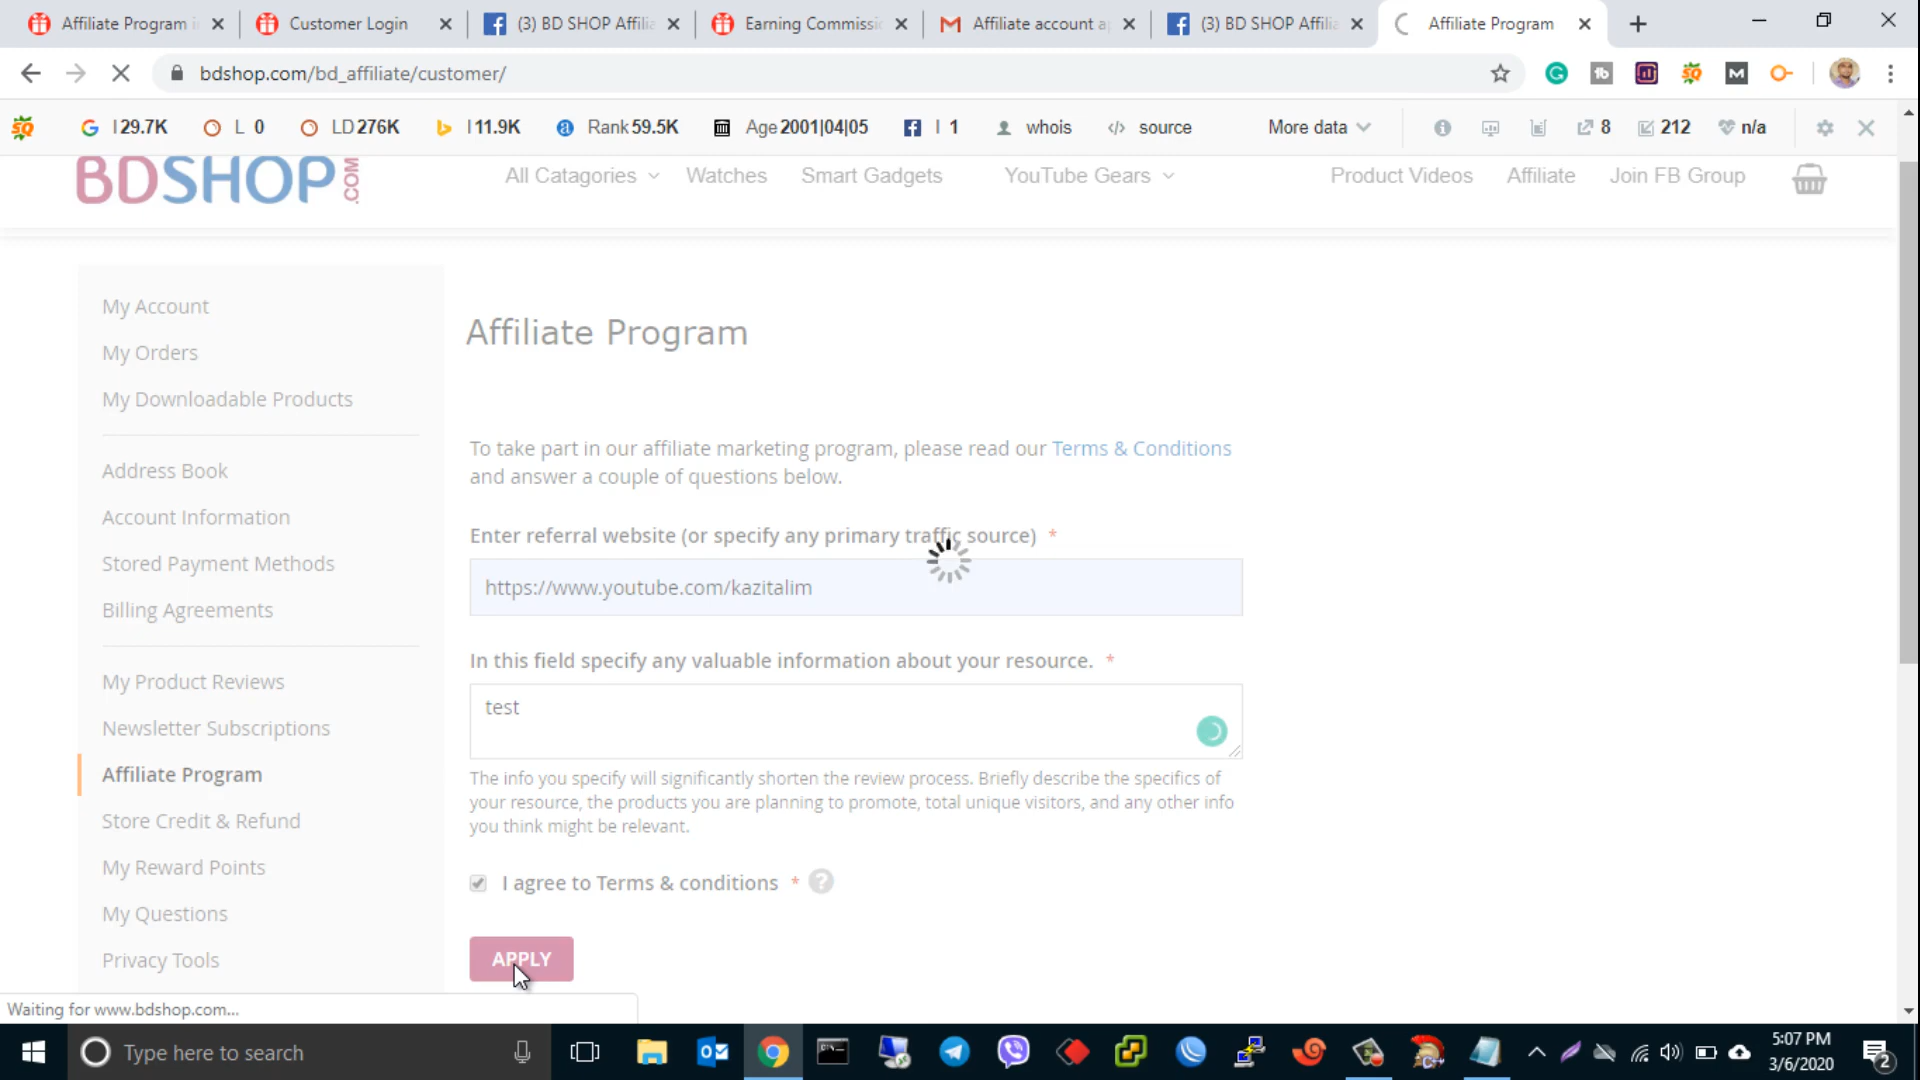 Affiliate Program i
Customer Login
(3) BD SHOP Affilia
Earning Commissi
Affiliate account a
(3) BD SHOP Affilia
Affiliate Program
bdshop.com/bd_affiliate/customer/
I 29.7K
L 0
LD 276K
I 11.9K
Rank 59.5K
Age 2001|04|05
I 1
whois
source
More data
8
212
n/a
BDSHOP.COM
All Catagories
Watches
Smart Gadgets
YouTube Gears
Product Videos
Affiliate
Join FB Group
My Account
My Orders
My Downloadable Products
Address Book
Account Information
Stored Payment Methods
Billing Agreements
My Product Reviews
Newsletter Subscriptions
Affiliate Program
Store Credit & Refund
My Reward Points
My Questions
Privacy Tools
Affiliate Program
To take part in our affiliate marketing program, please read our Terms & Conditions
and answer a couple of questions below.
Enter referral website (or specify any primary traffic source) *
https://www.youtube.com/kazitalim
In this field specify any valuable information about your resource. *
test
The info you specify will significantly shorten the review process. Briefly describe the specifics of
your resource, the products you are planning to promote, total unique visitors, and any other info
you think might be relevant.
I agree to Terms & conditions * ?
APPLY
Waiting for www.bdshop.com...
Type here to search
5:07 PM
3/6/2020
2